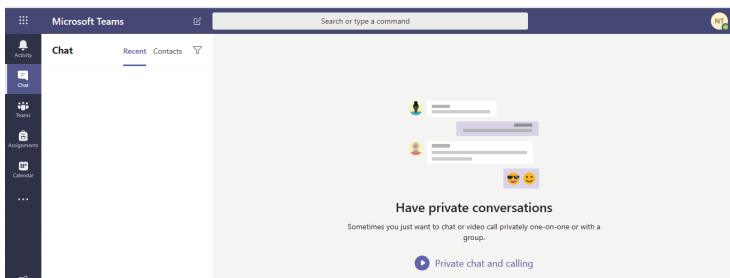 Microsoft Teams
Search or type a command
NT
Activity
Chat
Teams
Assignments
Calendar
Chat
Recent
Contacts
Have private conversations
Sometimes you just want to chat or video call privately one-on-one or with a
group.
Private chat and calling